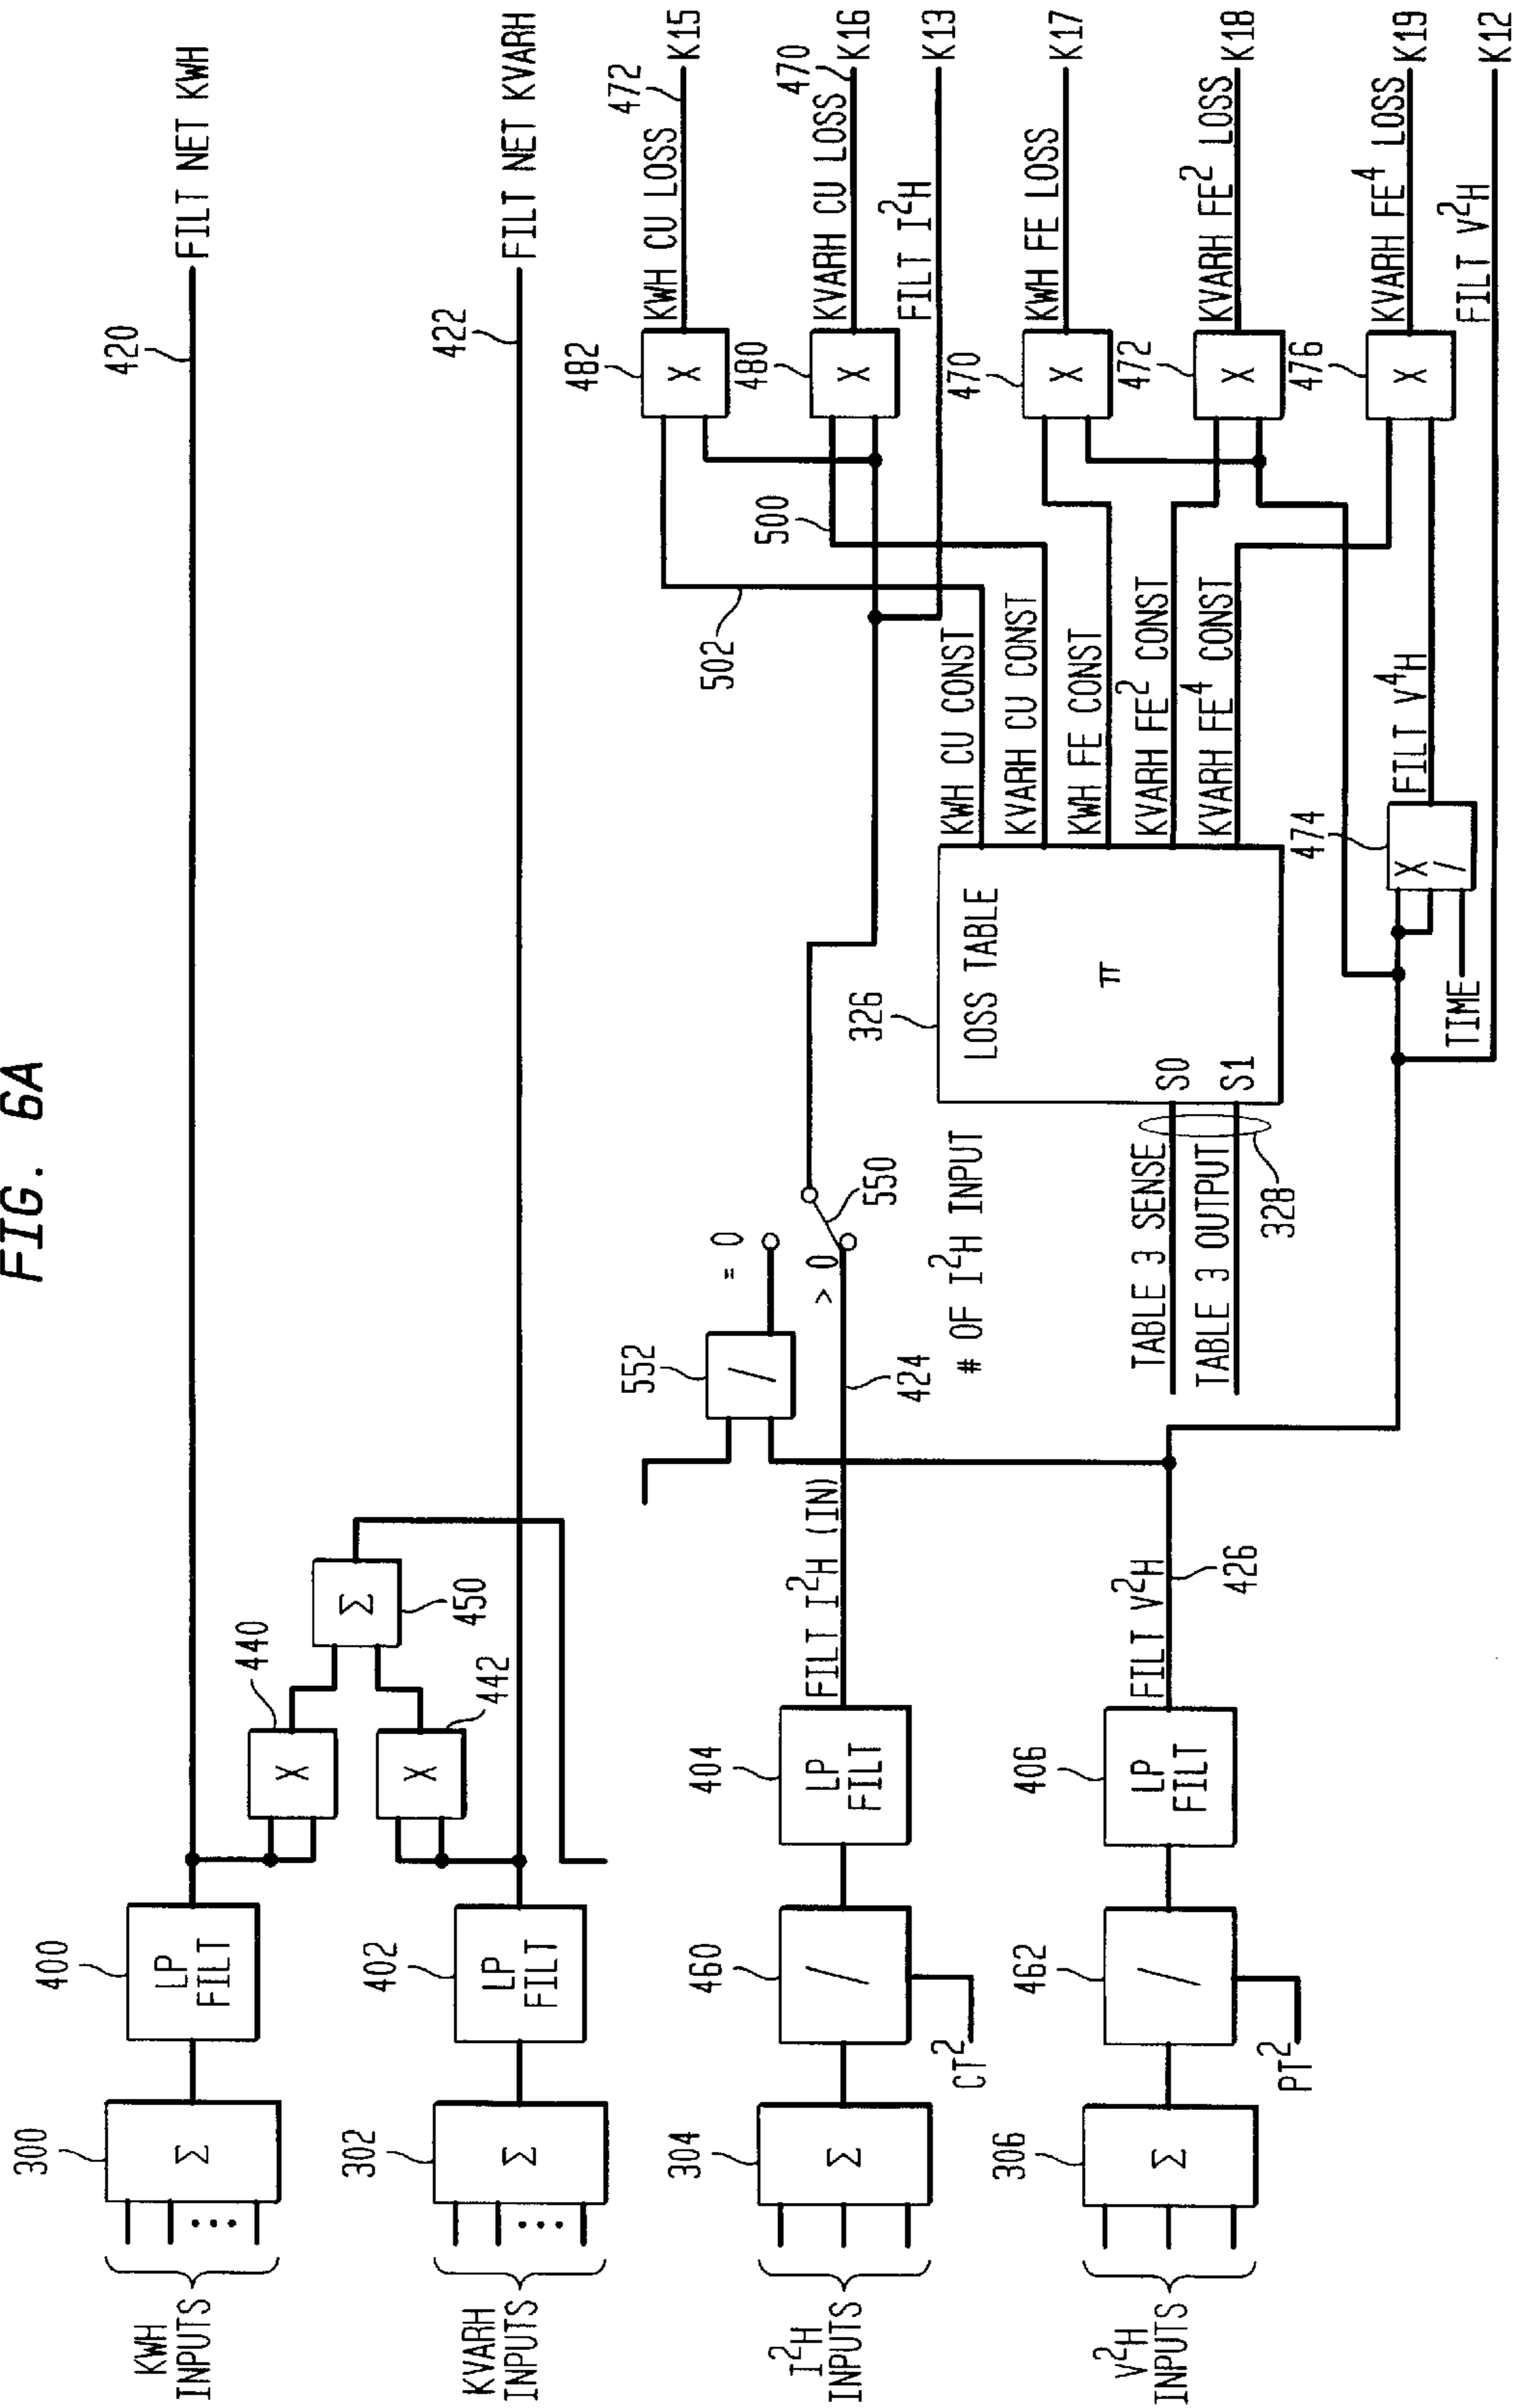 FIG. 6A
KWH
INPUTS
300
Σ
400
LP
FILT
440
X
442
X
450
Σ
420
FILT NET KWH
KVARH
INPUTS
302
Σ
402
LP
FILT
422
FILT NET KVARH
I²H
INPUTS
304
Σ
460
/
CT²
404
LP
FILT
FILT I²H (IN)
424
552
/
= 0
> 0
550
# OF I²H INPUT
V²H
INPUTS
306
Σ
462
/
PT²
406
LP
FILT
FILT V²H
426
TABLE 3 SENSE
TABLE 3 OUTPUT
328
S0
S1
326
LOSS TABLE
π
KWH CU CONST
KVARH CU CONST
KWH FE CONST
KVARH FE² CONST
KVARH FE⁴ CONST
502
500
TIME
474
X
/
FILT V⁴H
482
X
KWH CU LOSS
472
K15
480
X
KVARH CU LOSS
470
K16
FILT I²H
K13
470
X
KWH FE LOSS
K17
472
X
KVARH FE² LOSS
K18
476
X
KVARH FE⁴ LOSS
K19
FILT V²H
K12